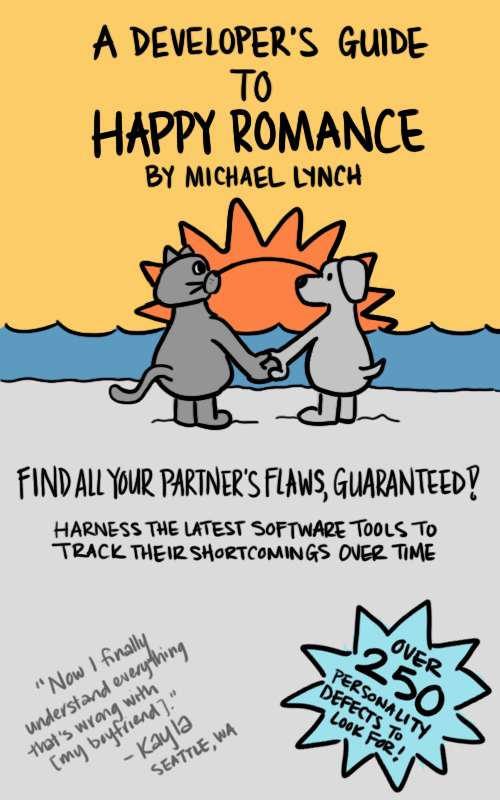 A DEVELOPER'S GUIDE
TO
HAPPY ROMANCE
BY MICHAEL LYNCH
FIND ALL YOUR PARTNER'S FLAWS, GUARANTEED!
HARNESS THE LATEST SOFTWARE TOOLS TO
TRACK THEIR SHORTCOMINGS OVER TIME
"Now I finally
understand everything
that's wrong with
[my boyfriend]."
- Kayla
SEATTLE, WA
OVER
250
PERSONALITY
DEFECTS TO
LOOK FOR!